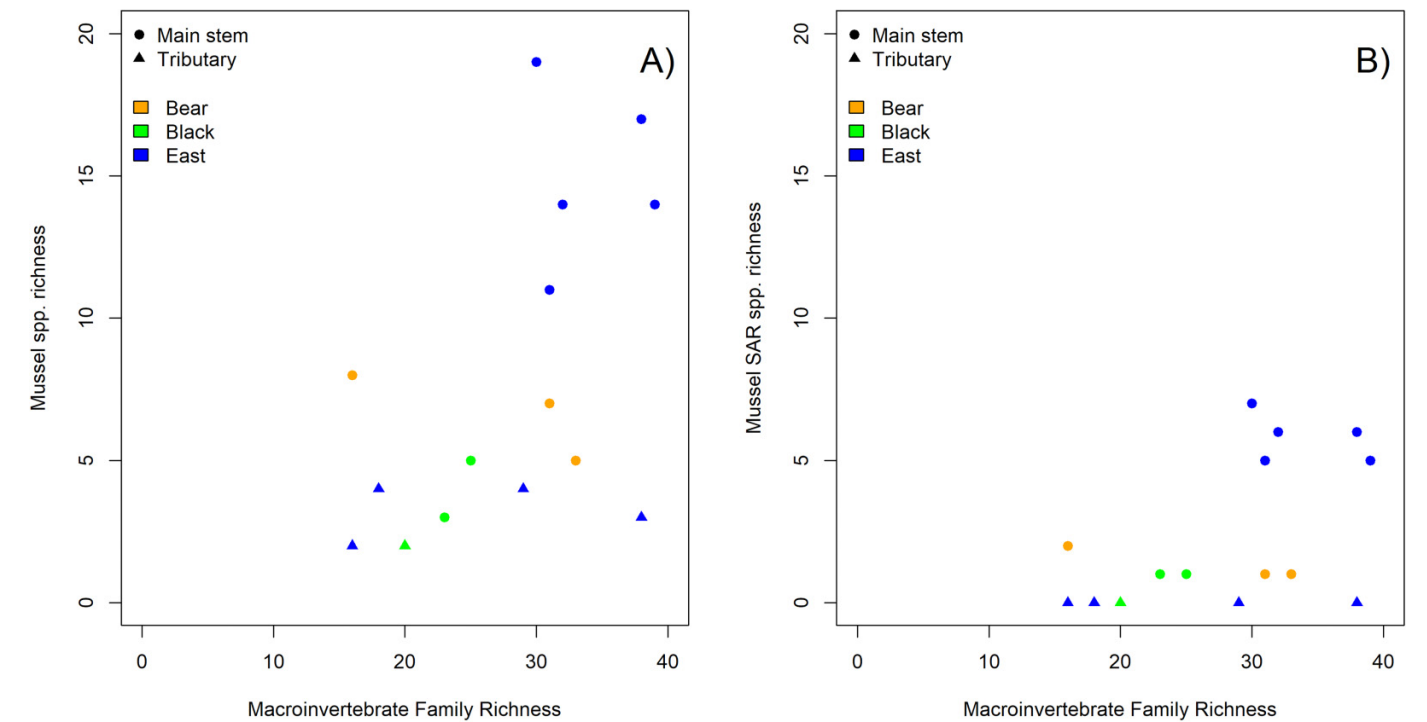 A)
Main stem
Tributary
Bear
Black
East
Mussel spp. richness
20
15
10
5
0
0 10 20 30 40
Macroinvertebrate Family Richness
B)
Main stem
Tributary
Bear
Black
East
Mussel SAR spp. richness
20
15
10
5
0
0 10 20 30 40
Macroinvertebrate Family Richness